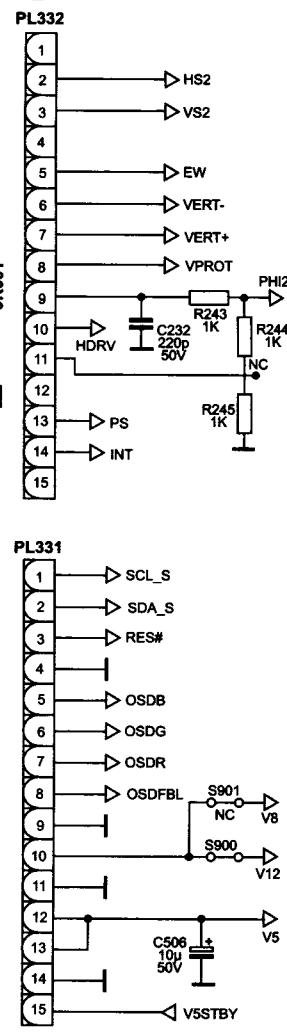 PL332
1
2 HS2
3 VS2
4
5 EW
6 VERT-
7 VERT+
8 VPROT
9 PHI2
R243
1K
C232
220p
50V
R244
1K
10 HDRV
11 NC
12
R245
1K
13 PS
14 INT
15
PL331
1 SCL_S
2 SDA_S
3 RES#
4
5 OSDB
6 OSDG
7 OSDR
8 OSDFBL
9
S901
NC
V8
10 S900
V12
11
12 V5
13
C506
10µ
50V
+
14
15 V5STBY